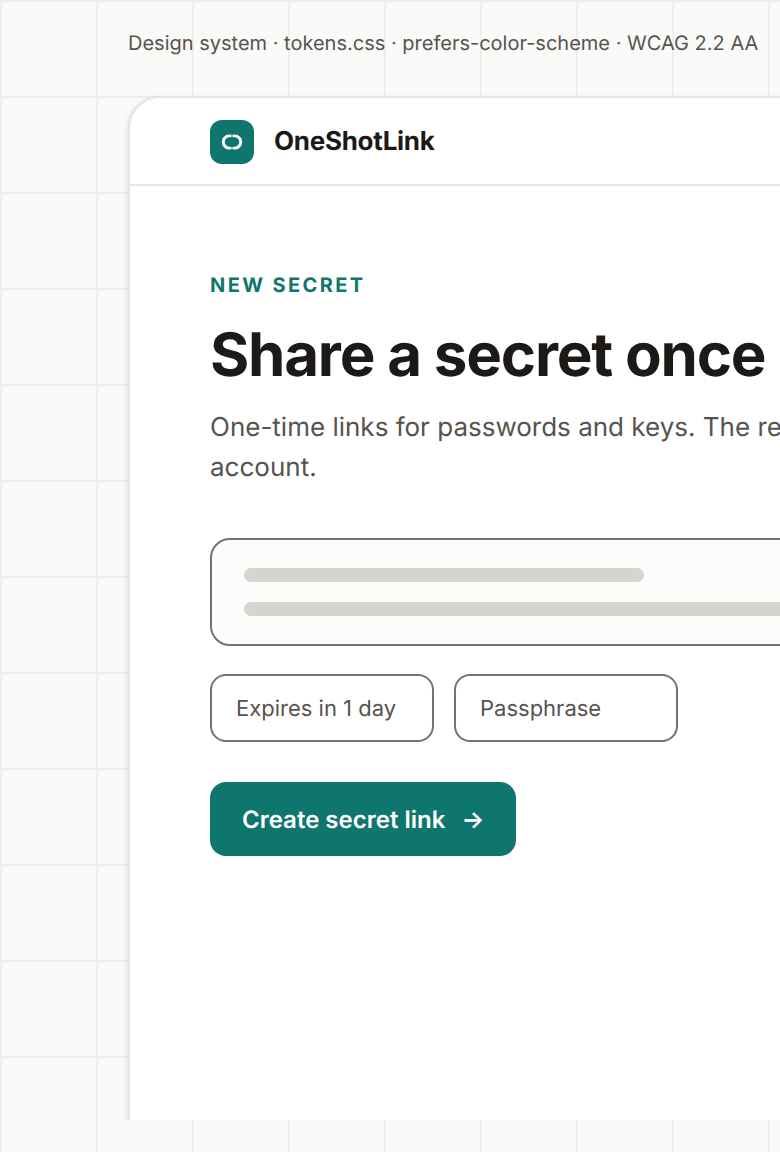 Design system · tokens.css · prefers-color-scheme · WCAG 2.2 AA
OneShotLink
NEW SECRET
Share a secret once
One-time links for passwords and keys. The re
account.
Expires in 1 day
Passphrase
Create secret link →